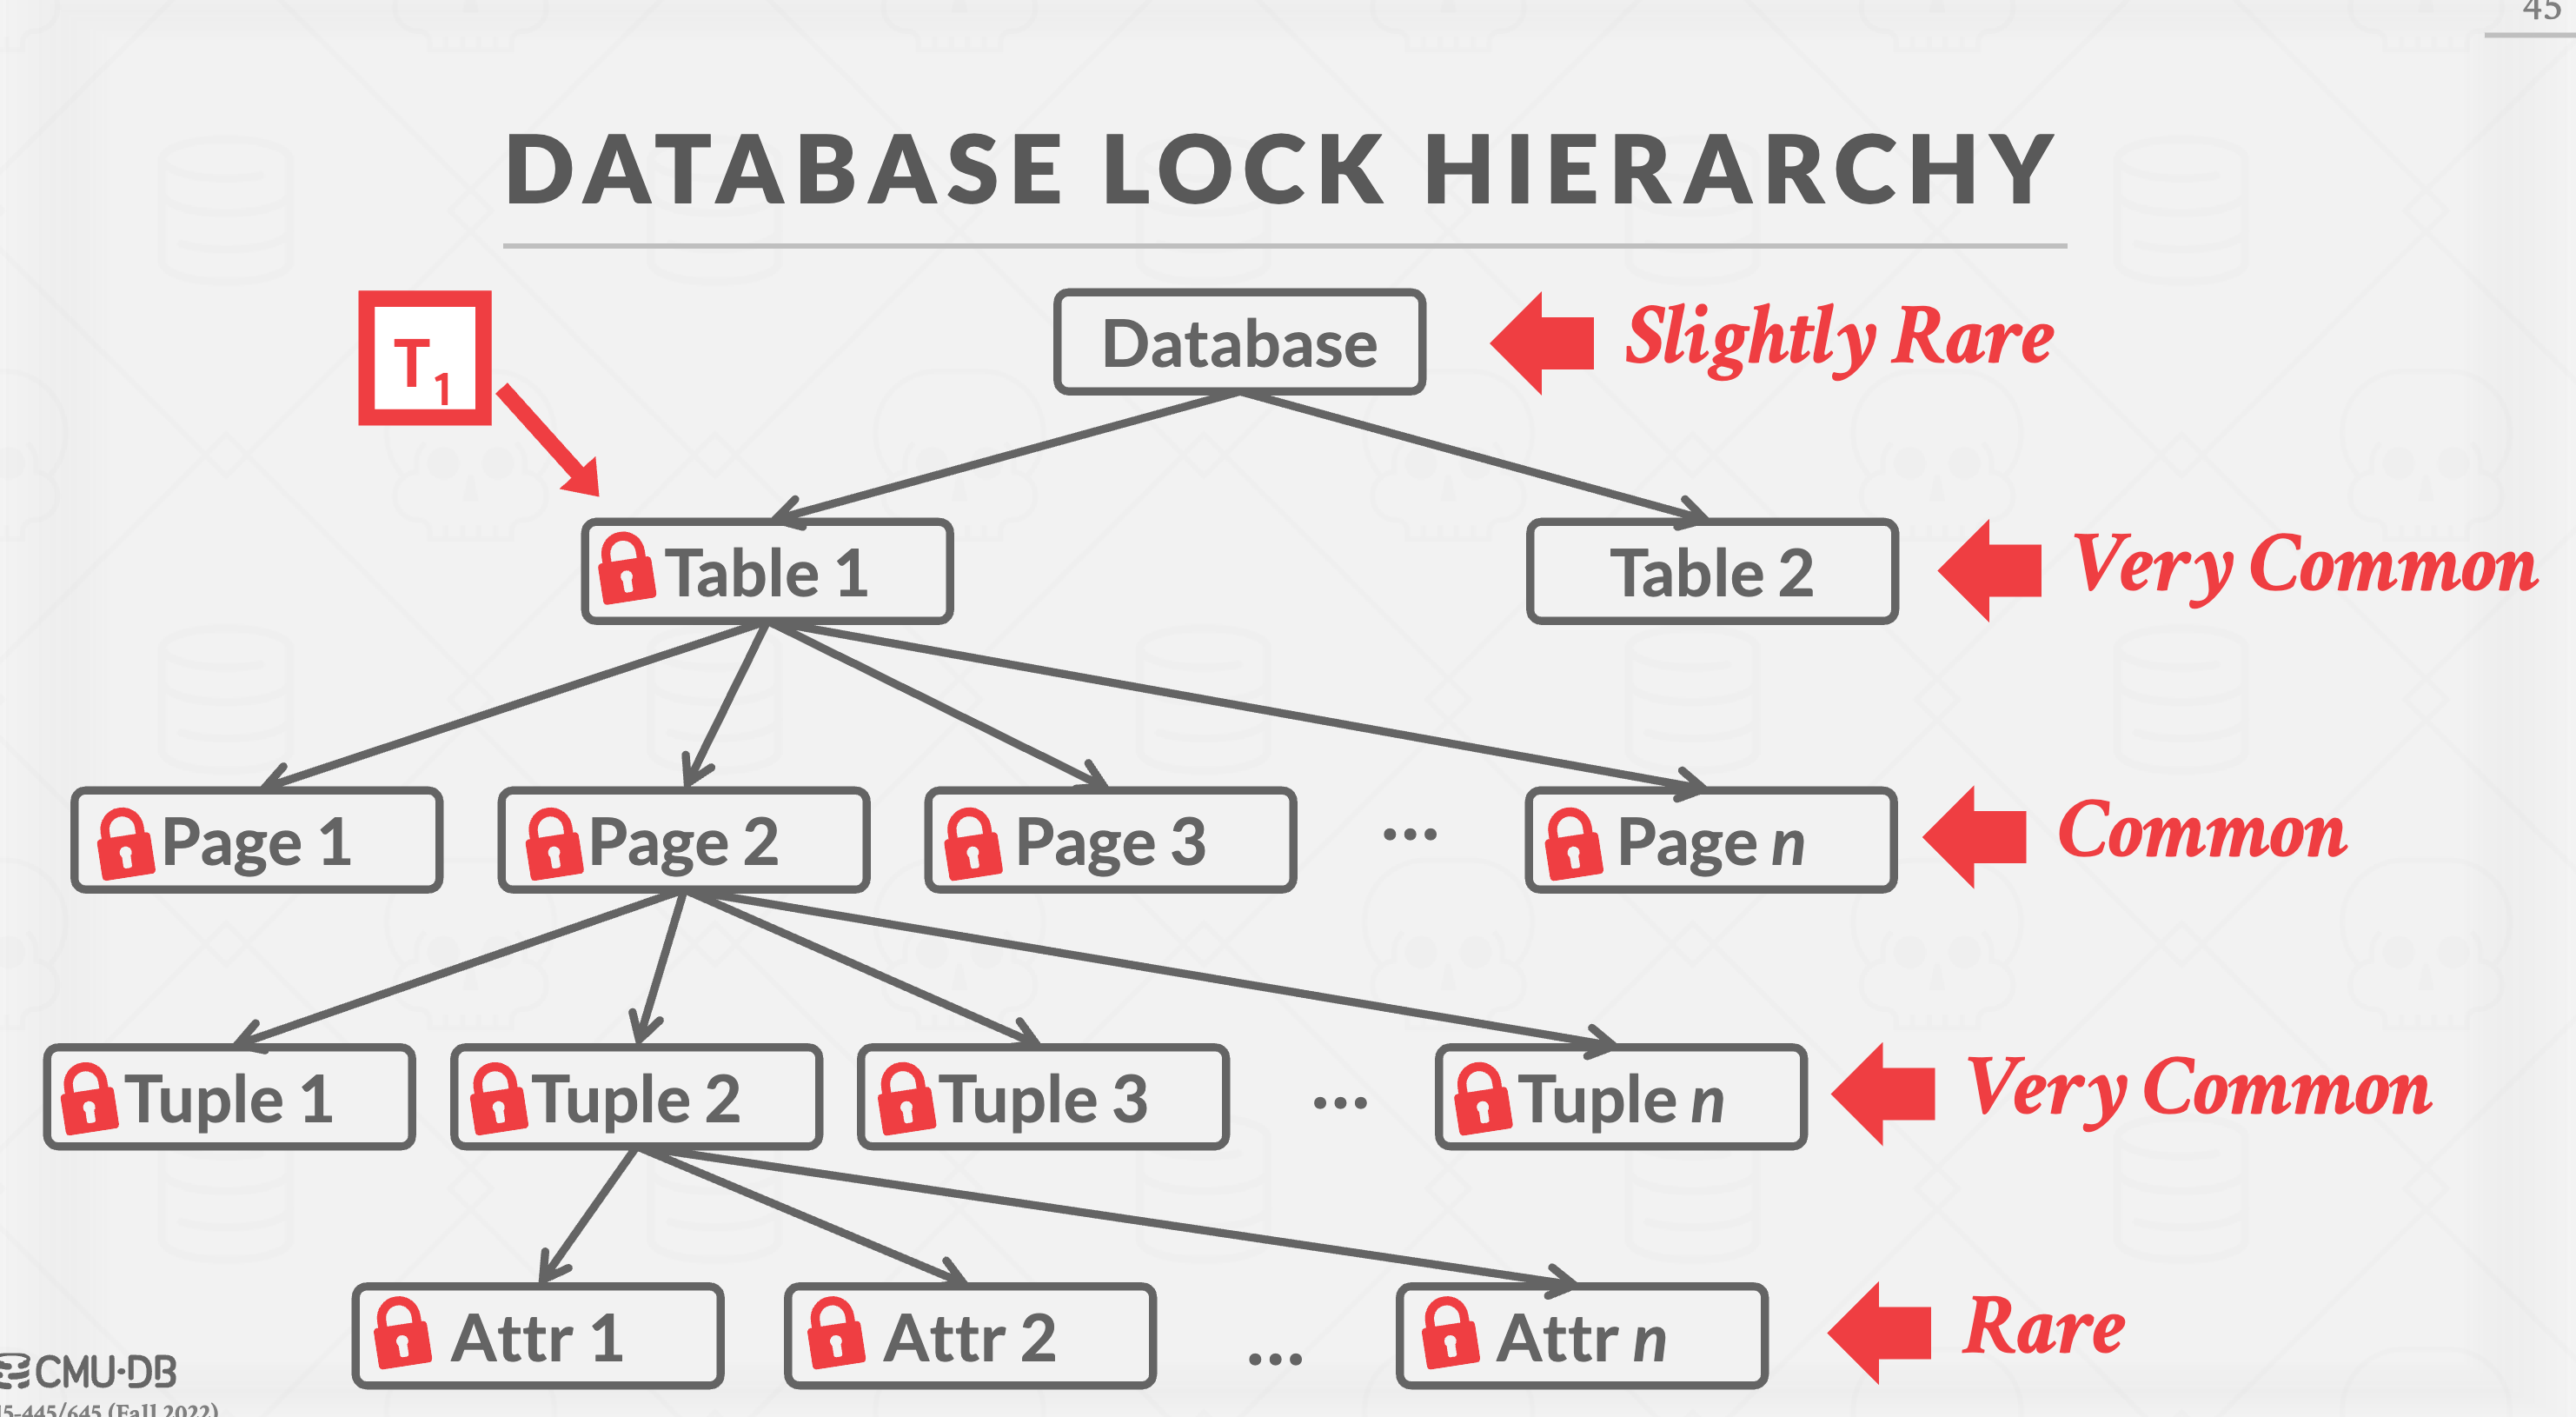 45
DATABASE LOCK HIERARCHY
T1
Database
Slightly Rare
Table 1
Table 2
Very Common
Page 1
Page 2
Page 3
...
Page n
Common
Tuple 1
Tuple 2
Tuple 3
...
Tuple n
Very Common
Attr 1
Attr 2
...
Attr n
Rare
CMU·DB
15-445/645 (Fall 2022)